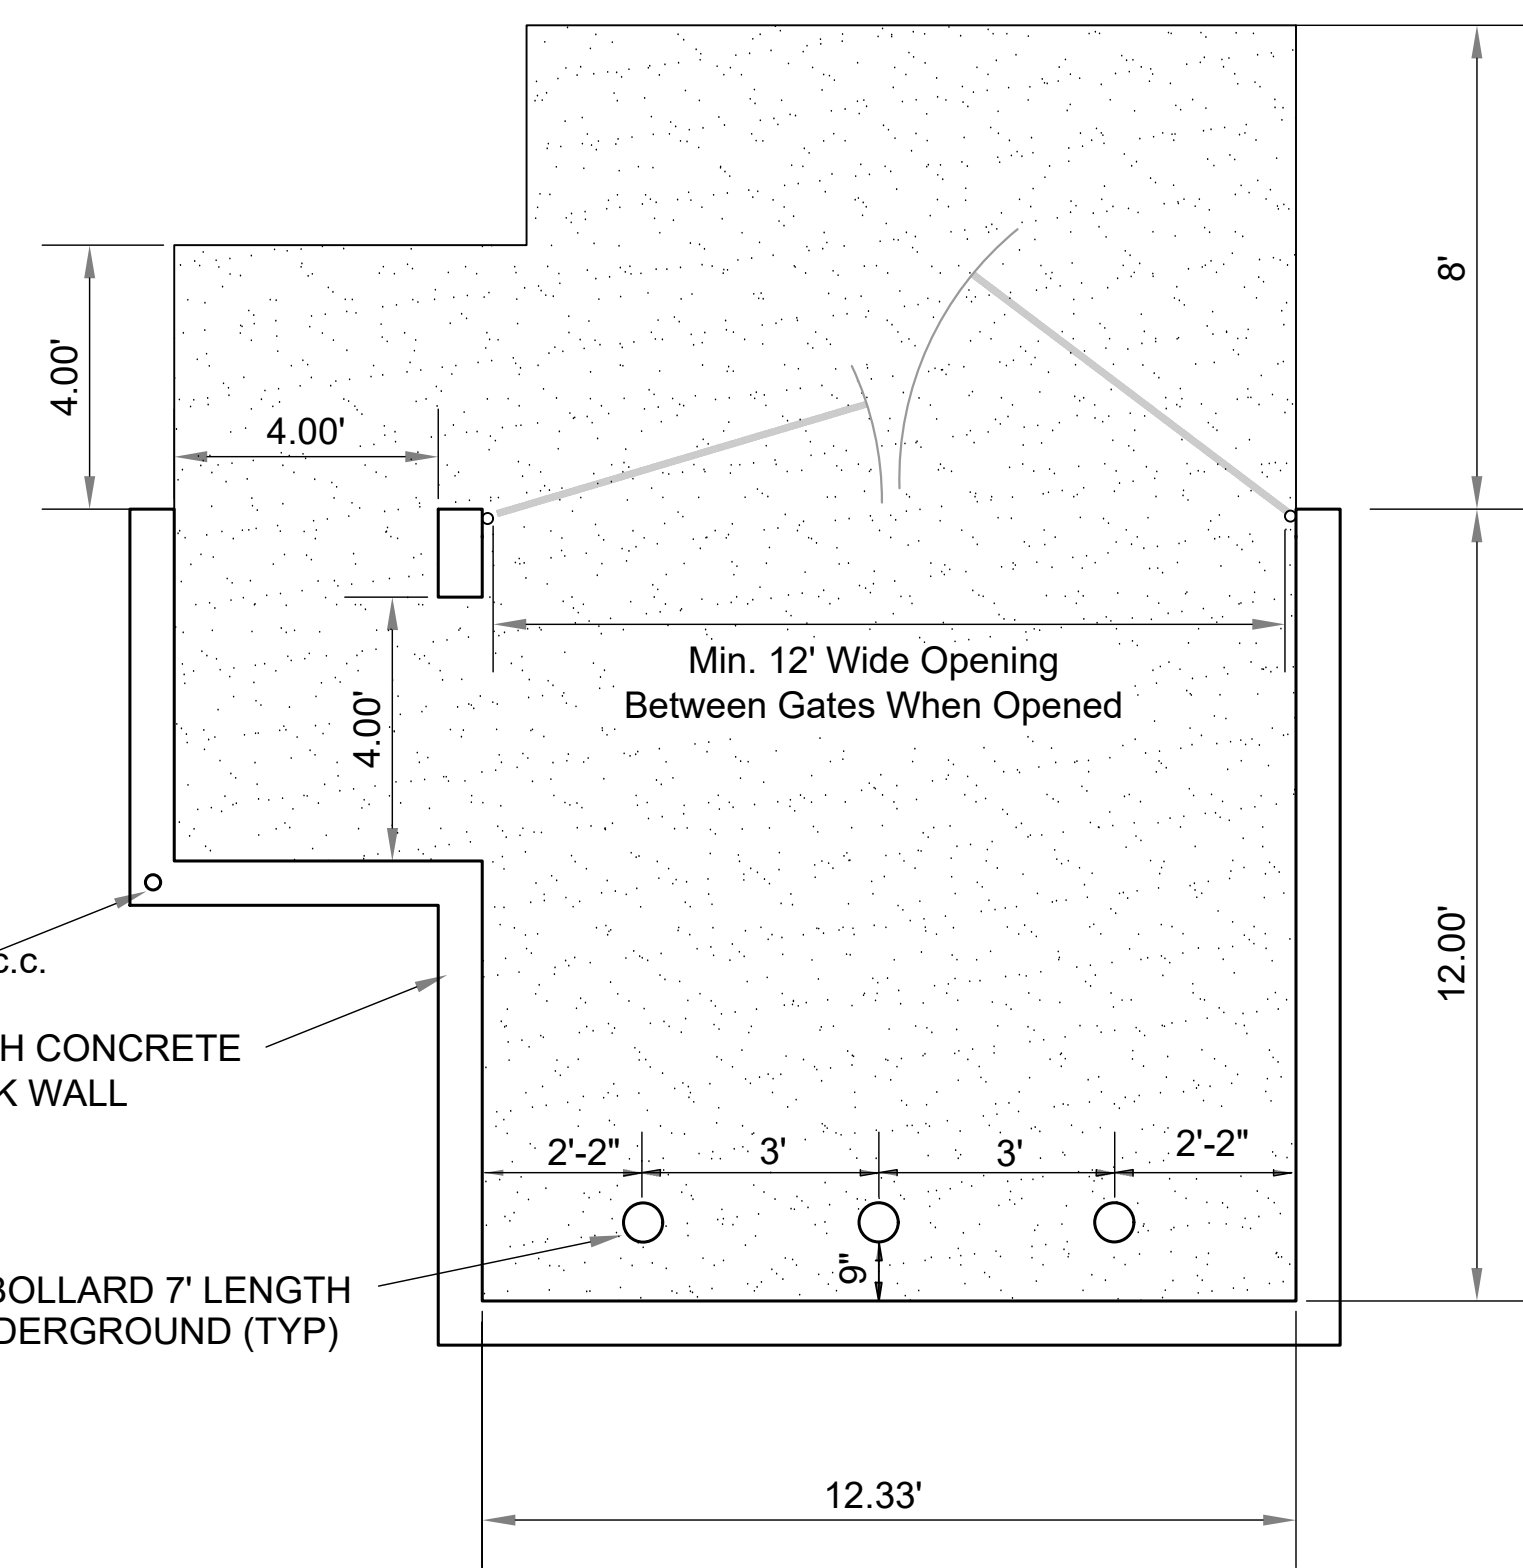 8'
4.00'
4.00'
Min. 12' Wide Opening
Between Gates When Opened
4.00'
12.00'
c.c.
H CONCRETE
K WALL
2'-2"
3'
3'
2'-2"
9"
BOLLARD 7' LENGTH
DERGROUND (TYP)
12.33'